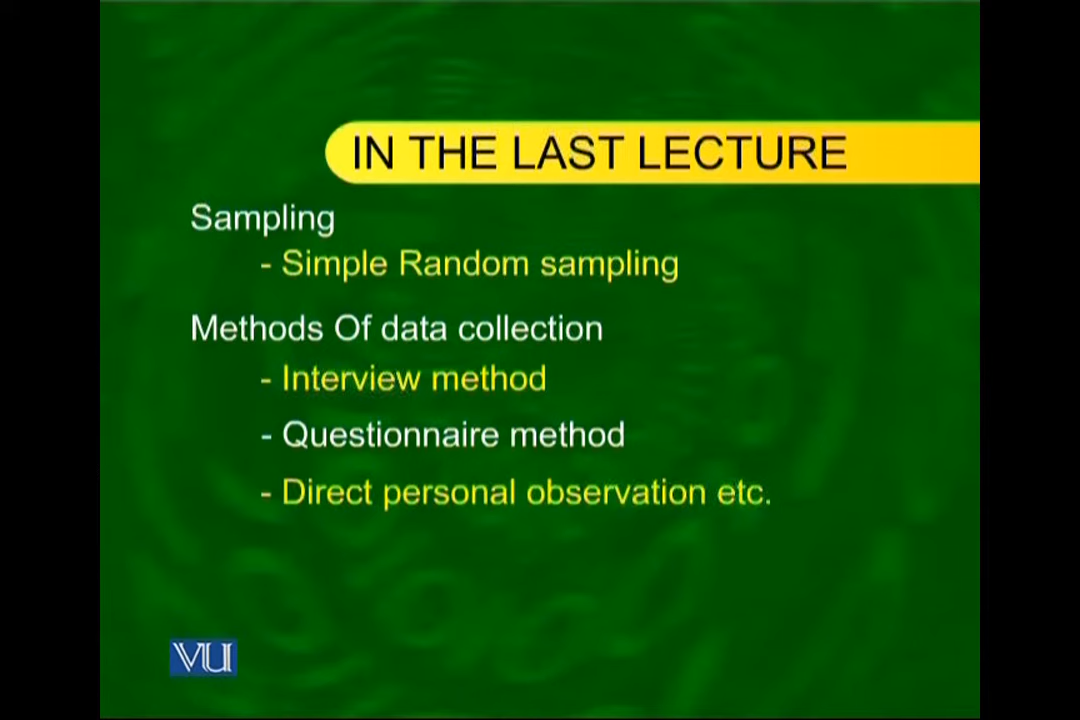 IN THE LAST LECTURE
Sampling
- Simple Random sampling
Methods Of data collection
- Interview method
- Questionnaire method
- Direct personal observation etc.
VU